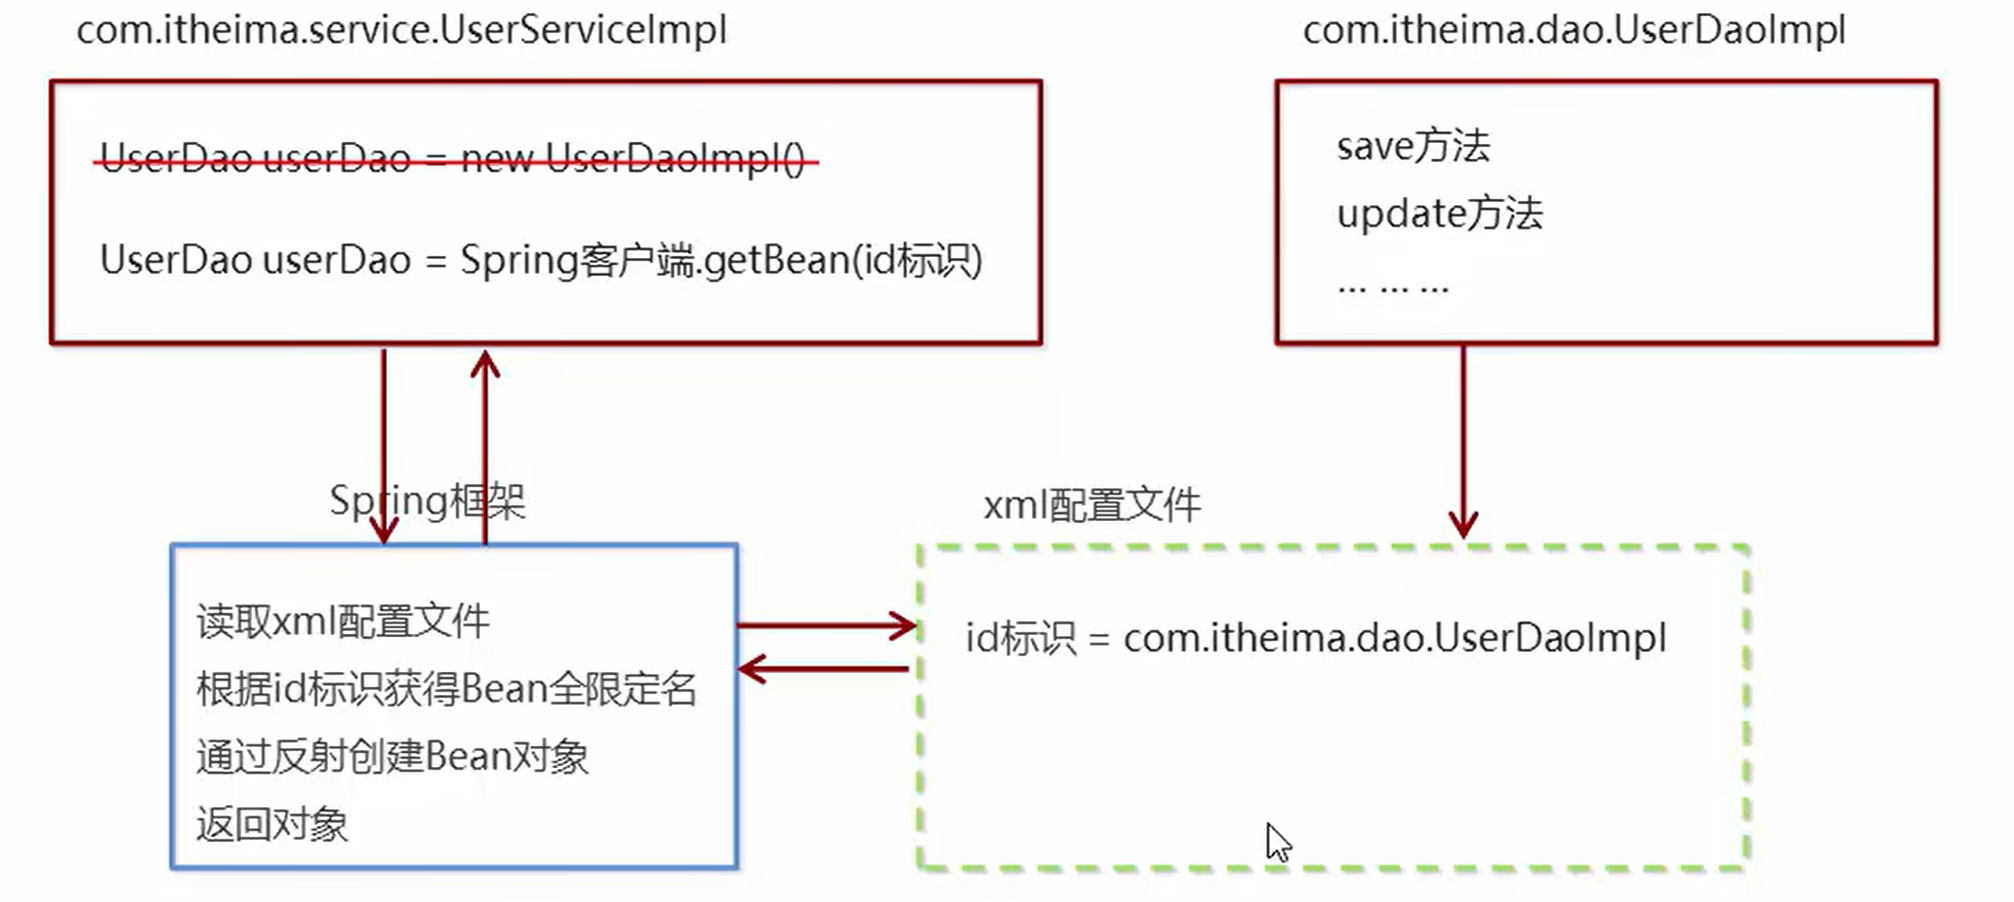 com.itheima.service.UserServiceImpl
UserDao userDao = new UserDaoImpl()
UserDao userDao = Spring客户端.getBean(id标识)
com.itheima.dao.UserDaoImpl
save方法
update方法
... ... ...
Spring框架
读取xml配置文件
根据id标识获得Bean全限定名
通过反射创建Bean对象
返回对象
xml配置文件
id标识 = com.itheima.dao.UserDaoImpl